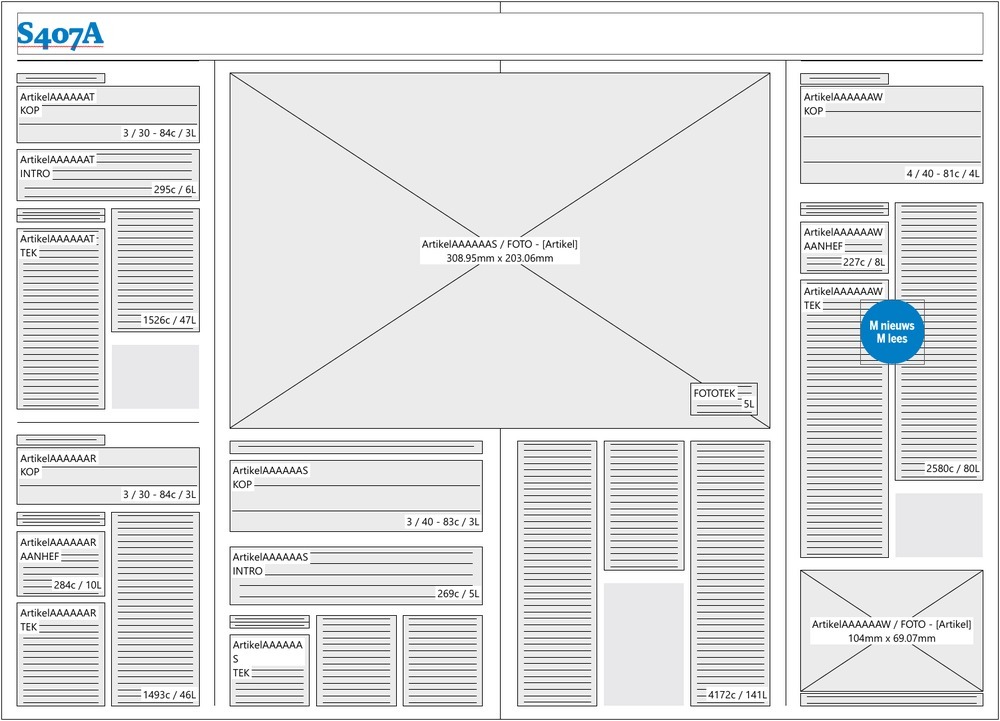 S407A
ArtikelAAAAAAT
KOP
3 / 30 - 84c / 3L
ArtikelAAAAAAT
INTRO
295c / 6L
ArtikelAAAAAAT
TEK
1526c / 47L
ArtikelAAAAAAR
KOP
3 / 30 - 84c / 3L
ArtikelAAAAAAR
AANHEF
284c / 10L
ArtikelAAAAAAR
TEK
1493c / 46L
ArtikelAAAAAAS / FOTO - [Artikel]
308.95mm x 203.06mm
FOTOTEK
5L
ArtikelAAAAAAS
KOP
3 / 40 - 83c / 3L
ArtikelAAAAAAS
INTRO
269c / 5L
ArtikelAAAAAA
S
TEK
4172c / 141L
ArtikelAAAAAAW
KOP
4 / 40 - 81c / 4L
ArtikelAAAAAAW
AANHEF
227c / 8L
ArtikelAAAAAAW
TEK
M nieuws
M lees
2580c / 80L
ArtikelAAAAAAW / FOTO - [Artikel]
104mm x 69.07mm